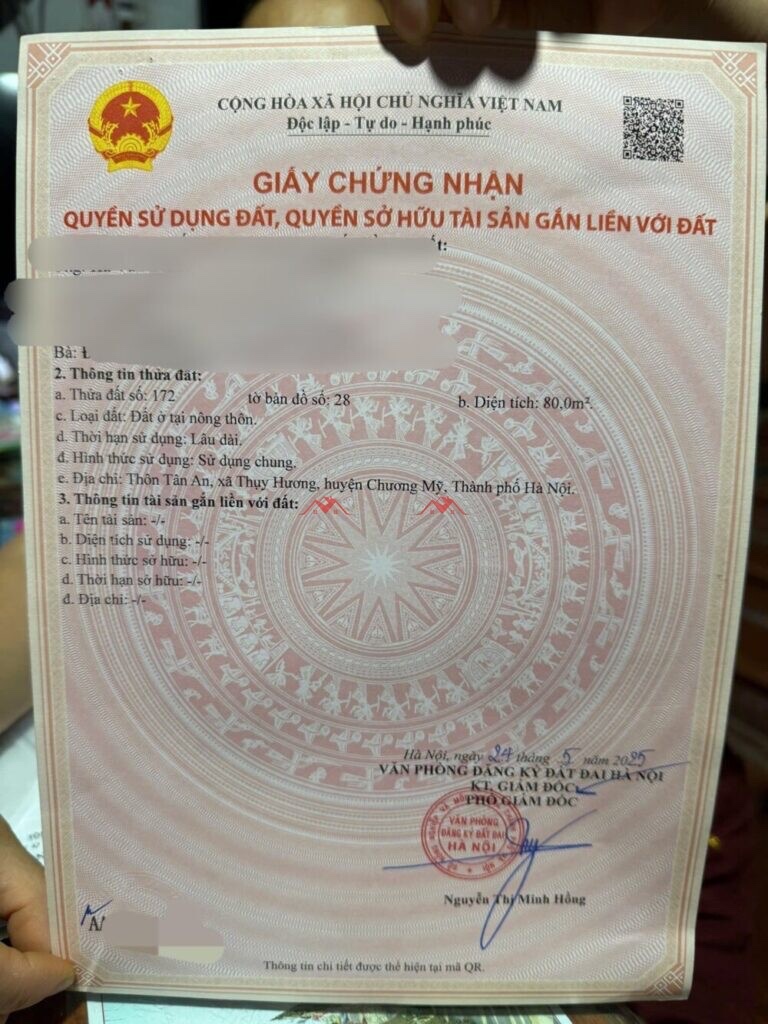 CỘNG HÒA XÃ HỘI CHỦ NGHĨA VIỆT NAM
Độc lập - Tự do - Hạnh phúc
GIẤY CHỨNG NHẬN
QUYỀN SỬ DỤNG ĐẤT, QUYỀN SỞ HỮU TÀI SẢN GẮN LIỀN VỚI ĐẤT
Bà:
2. Thông tin thửa đất:
a. Thửa đất số: 172 tờ bản đồ số: 28 b. Diện tích: 80,0m².
c. Loại đất: Đất ở tại nông thôn.
d. Thời hạn sử dụng: Lâu dài.
đ. Hình thức sử dụng: Sử dụng chung.
e. Địa chỉ: Thôn Tân An, xã Thụy Hương, huyện Chương Mỹ, Thành phố Hà Nội.
3. Thông tin tài sản gắn liền với đất:
a. Tên tài sản: -/-
b. Diện tích sử dụng: -/-
c. Hình thức sở hữu: -/-
d. Thời hạn sở hữu: -/-
đ. Địa chỉ: -/-
Hà Nội, ngày 24 tháng 5 năm 2025
VĂN PHÒNG ĐĂNG KÝ ĐẤT ĐAI HÀ NỘI
KT. GIÁM ĐỐC
PHÓ GIÁM ĐỐC
VĂN PHÒNG
ĐĂNG KÝ ĐẤT ĐAI
HÀ NỘI
Nguyễn Thị Minh Hồng
Thông tin chi tiết được thể hiện tại mã QR.